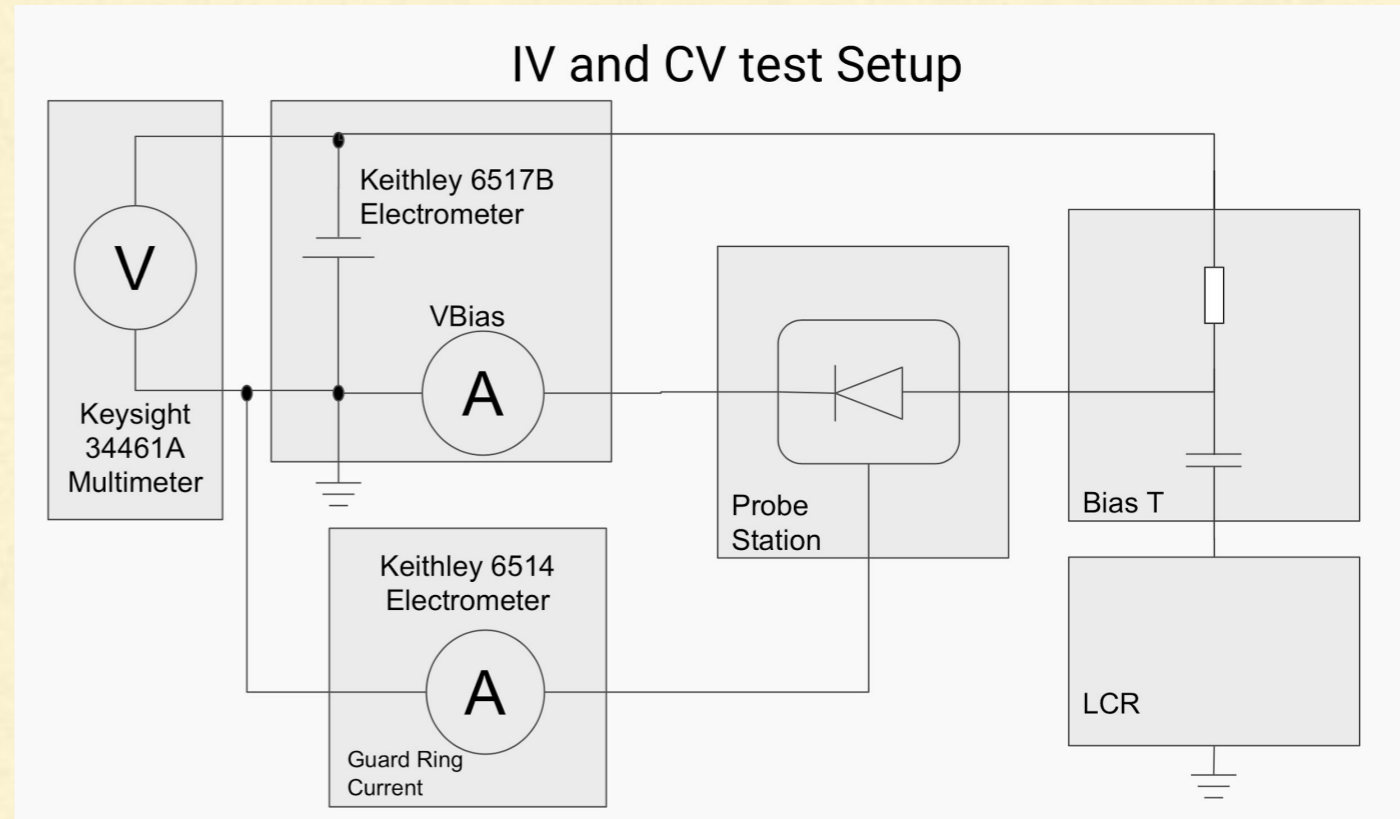 IV and CV test Setup
V
Keysight
34461A
Multimeter
Keithley 6517B
Electrometer
VBias
A
Keithley 6514
Electrometer
A
Guard Ring
Current
Probe
Station
Bias T
LCR